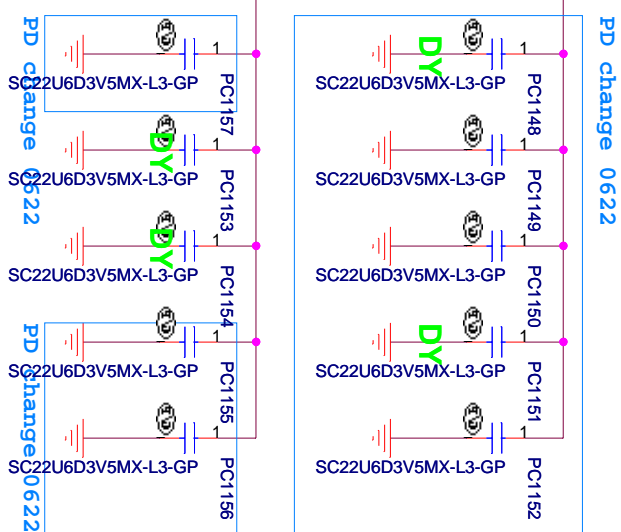 PD change 0622
1
SC22U6D3V5MX-L3-GP
PC1157
DY
1
SC22U6D3V5MX-L3-GP
PC1153
DY
1
SC22U6D3V5MX-L3-GP
PC1154
PD change 0622
1
SC22U6D3V5MX-L3-GP
PC1155
1
SC22U6D3V5MX-L3-GP
PC1156
DY
1
SC22U6D3V5MX-L3-GP
PC1148
1
SC22U6D3V5MX-L3-GP
PC1149
1
SC22U6D3V5MX-L3-GP
PC1150
DY
1
SC22U6D3V5MX-L3-GP
PC1151
1
SC22U6D3V5MX-L3-GP
PC1152
PD change 0622